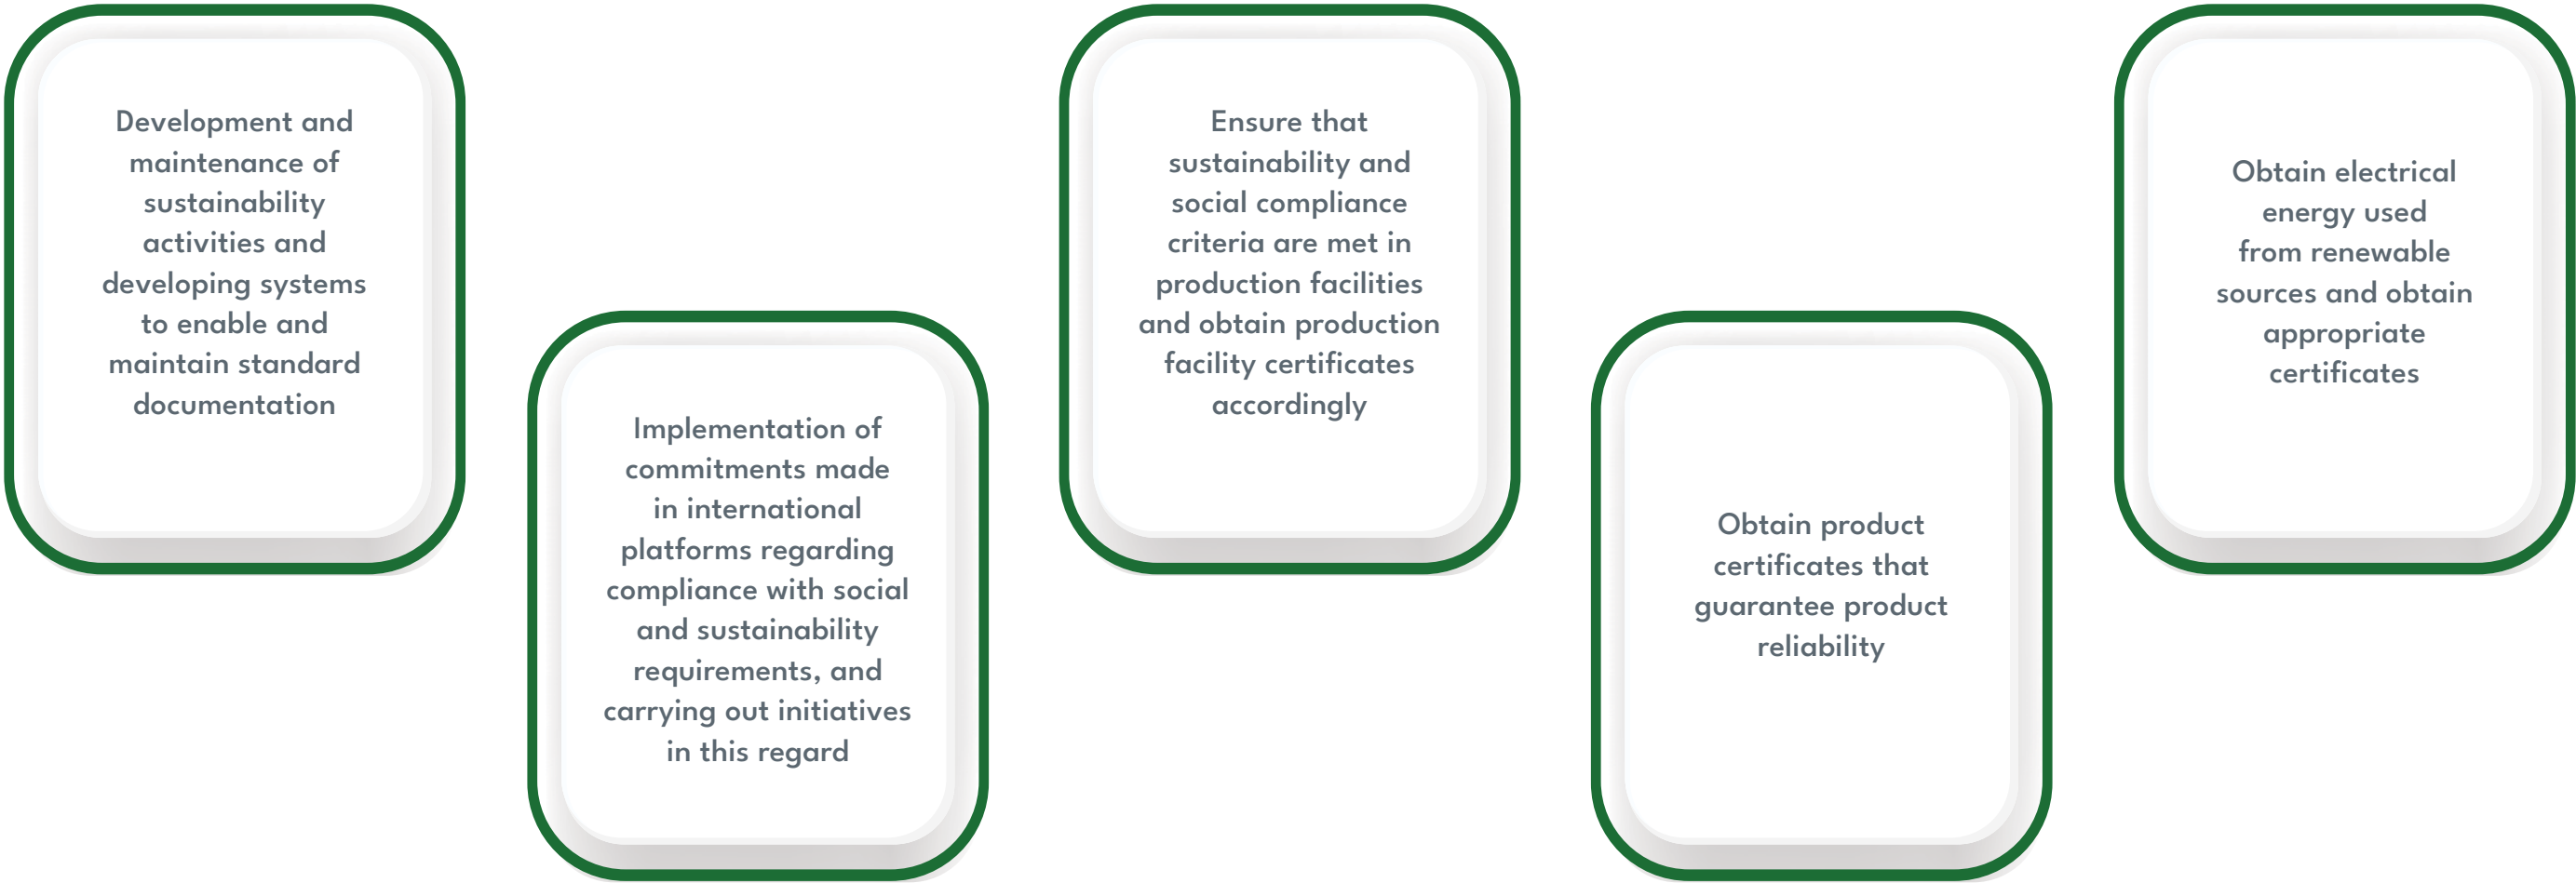 Development and
maintenance of
sustainability
activities and
developing systems
to enable and
maintain standard
documentation
Implementation of
commitments made
in international
platforms regarding
compliance with social
and sustainability
requirements, and
carrying out initiatives
in this regard
Ensure that
sustainability and
social compliance
criteria are met in
production facilities
and obtain production
facility certificates
accordingly
Obtain product
certificates that
guarantee product
reliability
Obtain electrical
energy used
from renewable
sources and obtain
appropriate
certificates